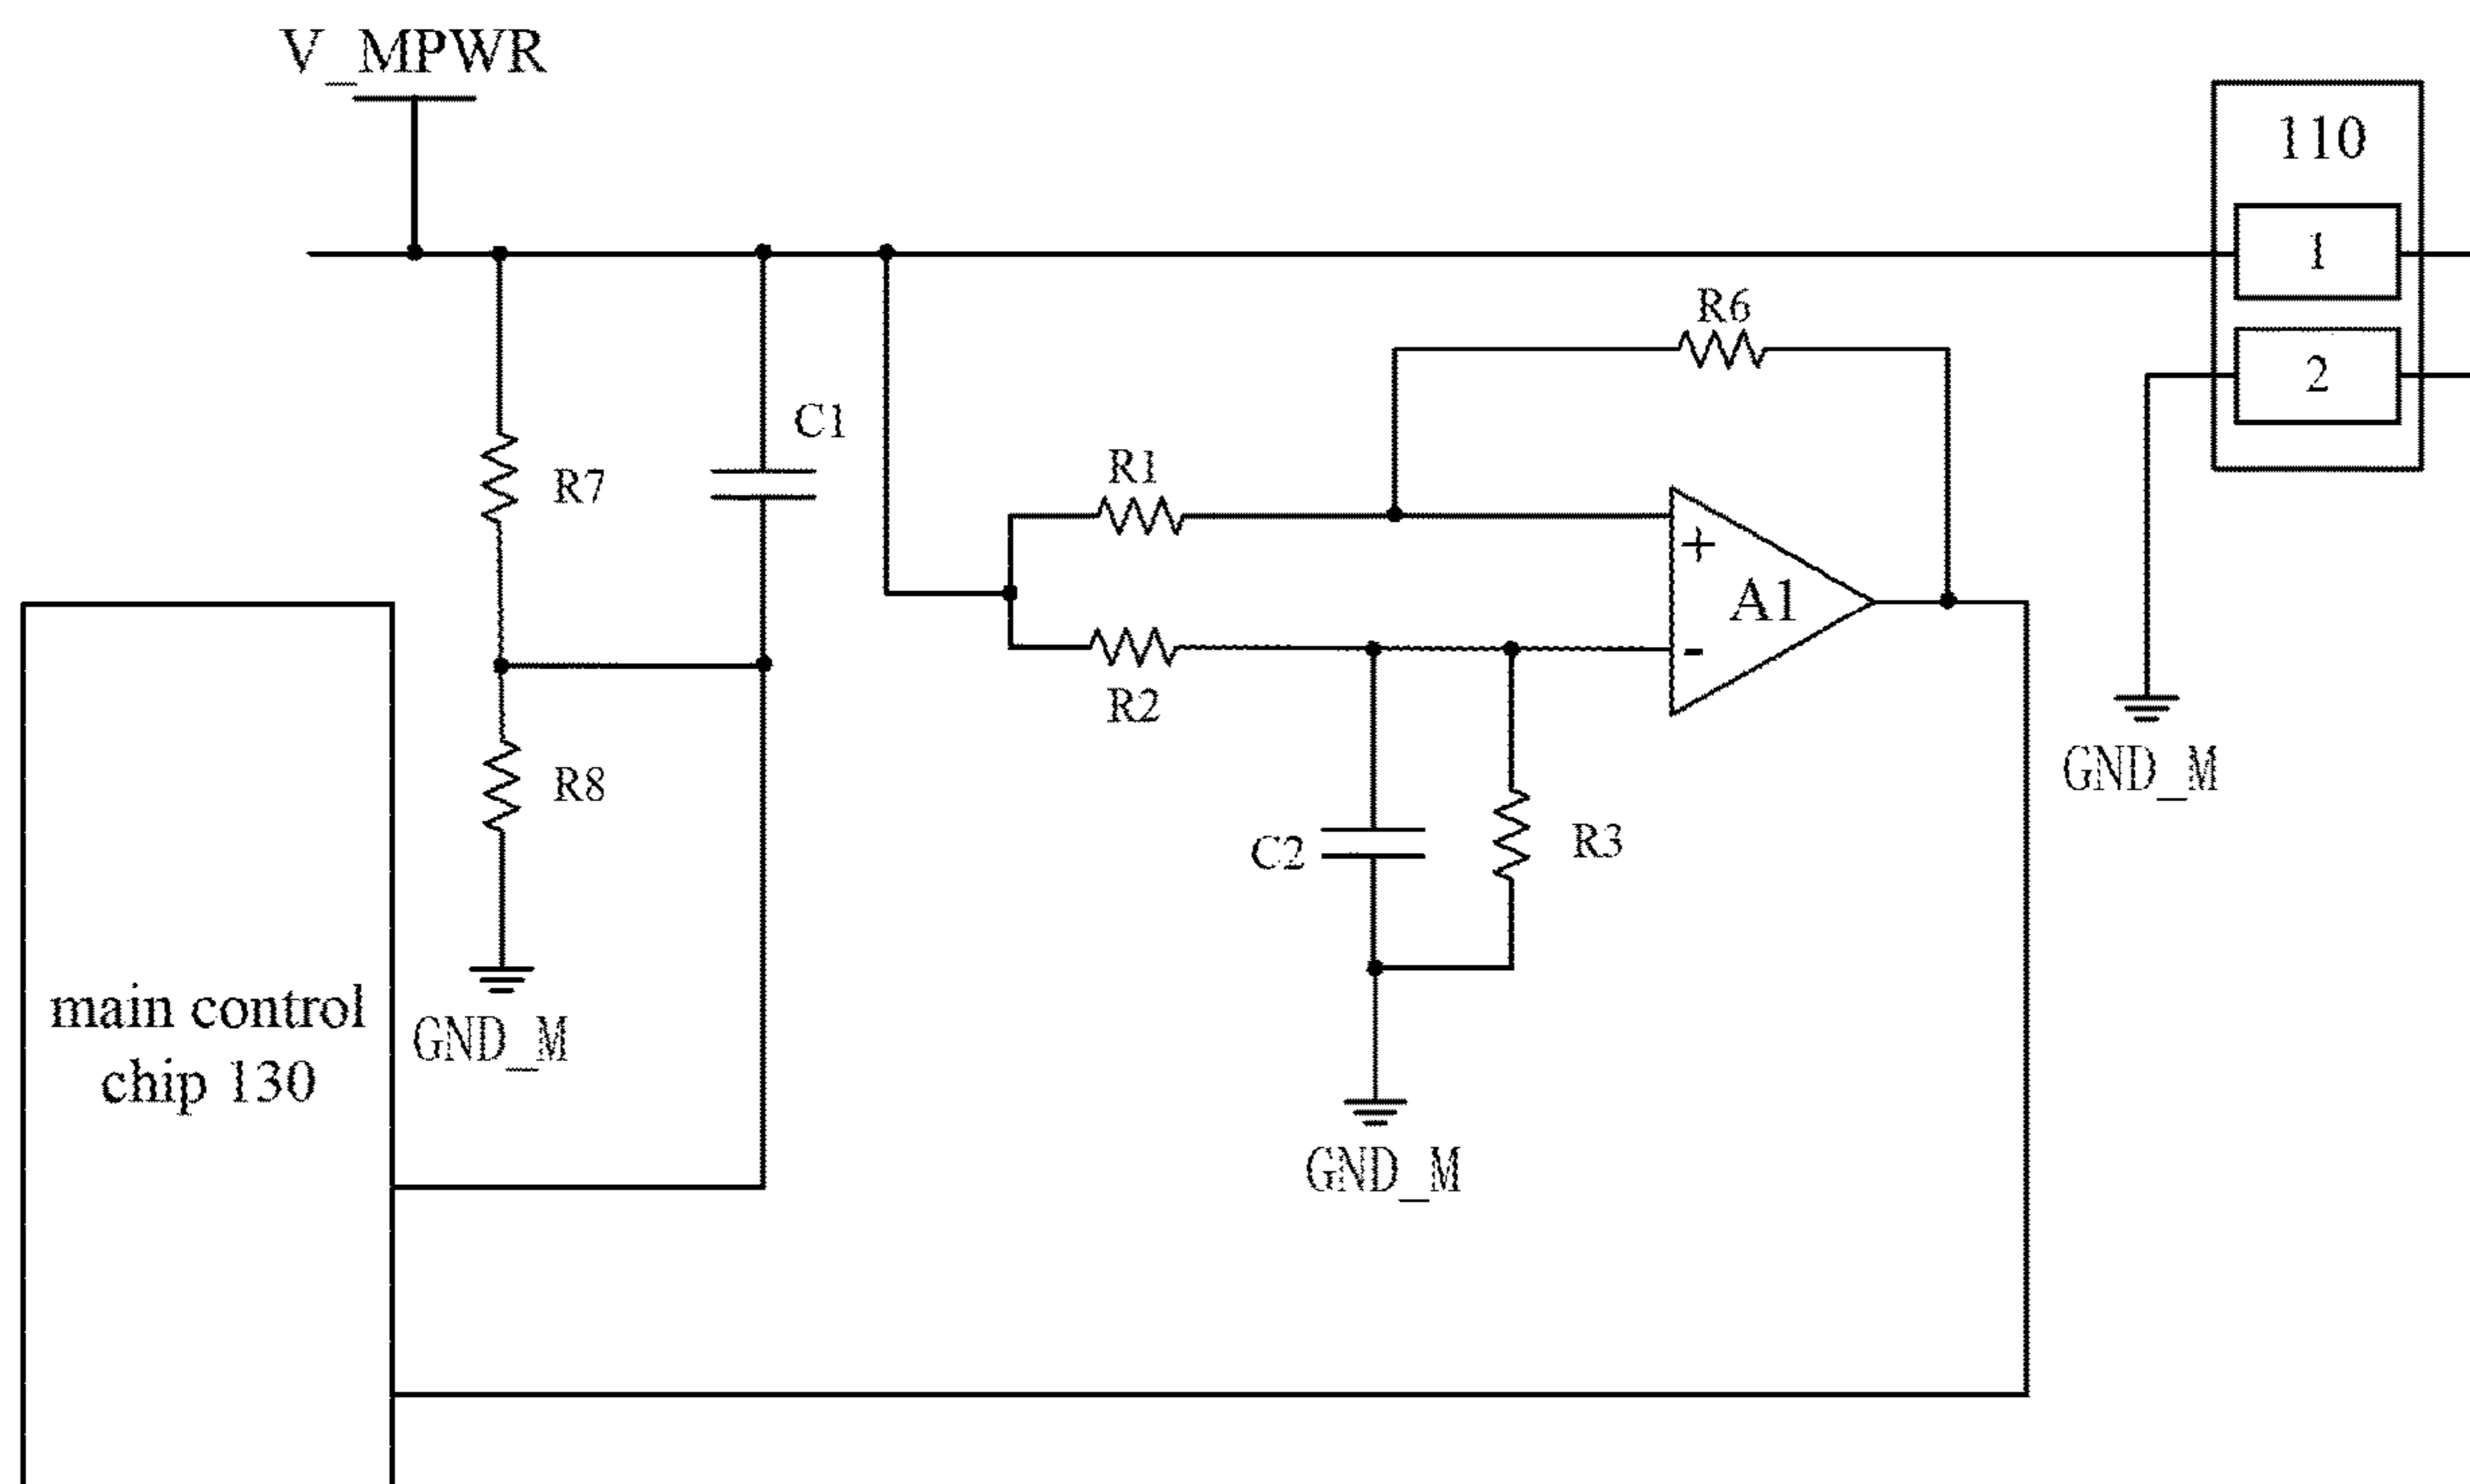 V_MPWR
110
1
R6
2
C1
R1
R7
+
A1
-
R2
R8
GND_M
C2
R3
main control
chip 130
GND_M
GND_M